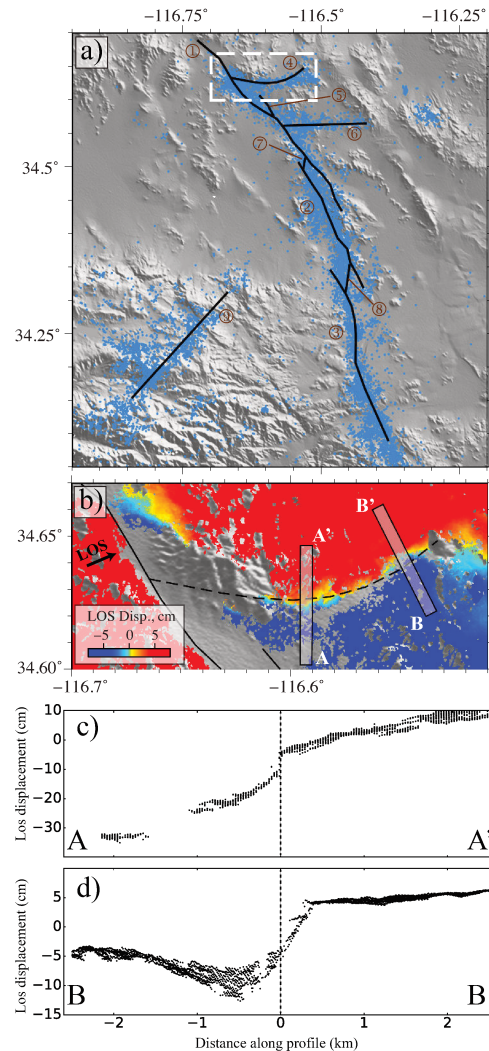 −116.75° −116.5° −116.25°
a)
①
④
⑤
⑥
⑦
34.5°
②
⑧
⑨
③
34.25°
b)
B'
34.65°
A'
LOS
LOS Disp., cm
−5 0 5
B
A
34.60°
−116.7° −116.6°
10
c)
0
−10
−20
−30
Los displacement (cm)
A
A'
d)
5
0
−5
−10
−15
Los displacement (cm)
B
B
−2 −1 0 1 2
Distance along profile (km)